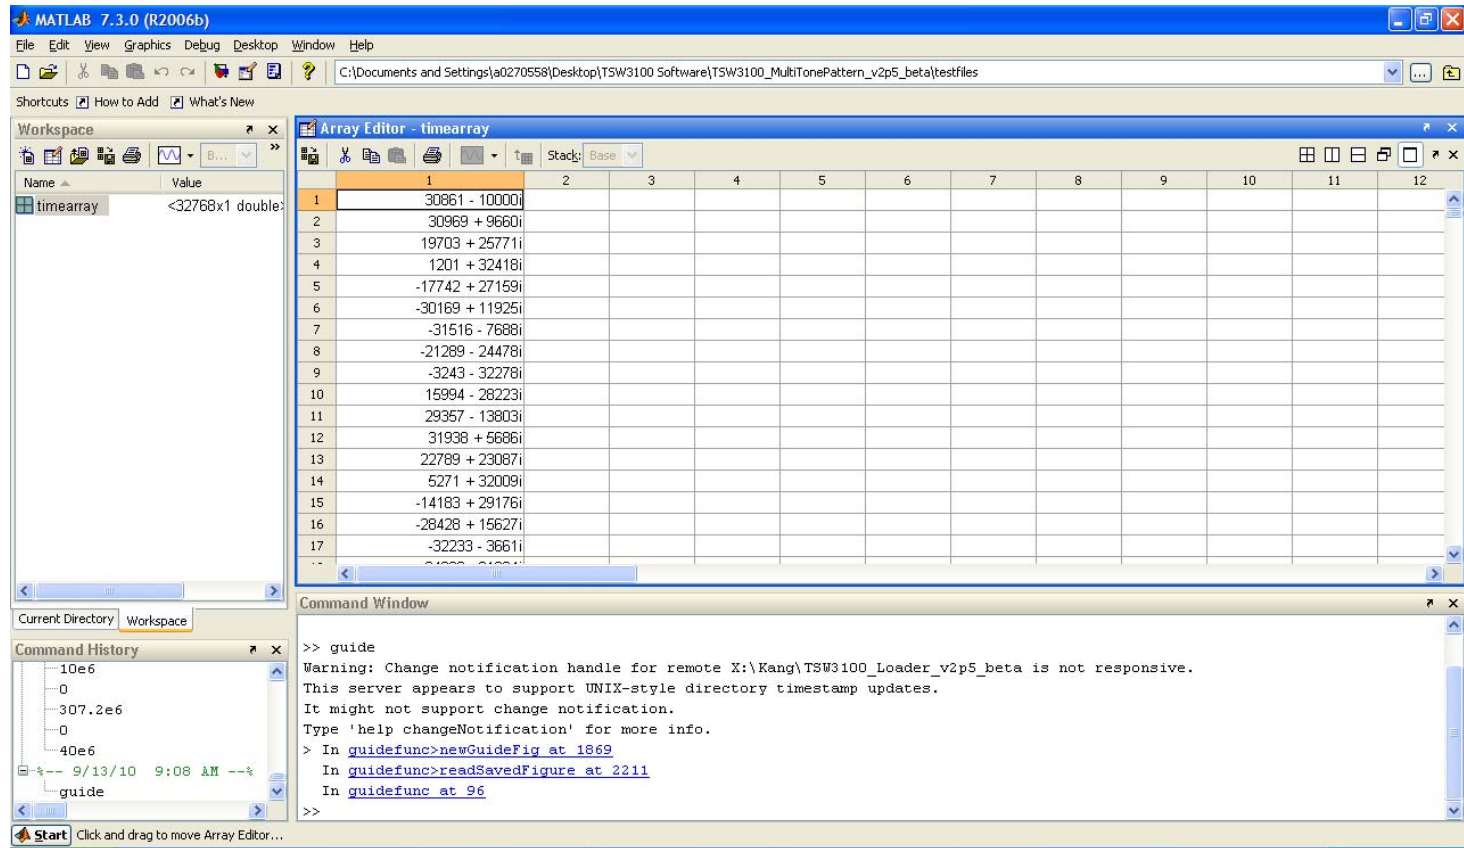 MATLAB 7.3.0 (R2006b)
File Edit View Graphics Debug Desktop Window Help
C:\Documents and Settings\a0270558\Desktop\TSW3100 Software\TSW3100_MultiTonePattern_v2p5_beta\testfiles
Shortcuts How to Add What's New
Workspace
B...
Name Value
timearray <32768x1 double>
Current Directory Workspace
Command History
10e6
0
307.2e6
0
40e6
%-- 9/13/10 9:08 AM --%
guide
Array Editor - timearray
Stack: Base
1 2 3 4 5 6 7 8 9 10 11 12
1 30861 - 10000i
2 30969 + 9660i
3 19703 + 25771i
4 1201 + 32418i
5 -17742 + 27159i
6 -30169 + 11925i
7 -31516 - 7688i
8 -21289 - 24478i
9 -3243 - 32278i
10 15994 - 28223i
11 29357 - 13803i
12 31938 + 5686i
13 22789 + 23087i
14 5271 + 32009i
15 -14183 + 29176i
16 -28428 + 15627i
17 -32233 - 3661i
Command Window
>> guide
Warning: Change notification handle for remote X:\Kang\TSW3100_Loader_v2p5_beta is not responsive.
This server appears to support UNIX-style directory timestamp updates.
It might not support change notification.
Type 'help changeNotification' for more info.
> In guidefunc>newGuideFig at 1869
In guidefunc>readSavedFigure at 2211
In guidefunc at 96
>>
Start Click and drag to move Array Editor...